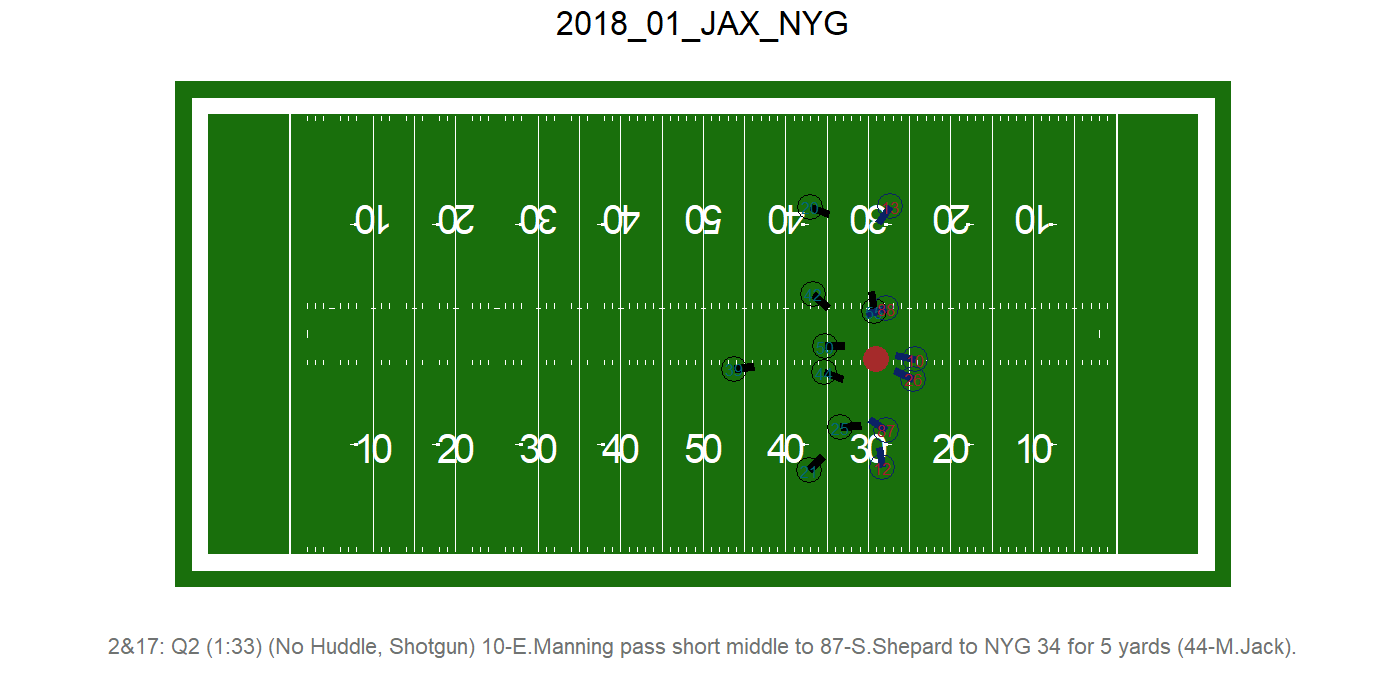 2018_01_JAX_NYG
10 20 30 40 50 40 30 20 10
10 20 30 40 50 40 30 20 10
2&17: Q2 (1:33) (No Huddle, Shotgun) 10-E.Manning pass short middle to 87-S.Shepard to NYG 34 for 5 yards (44-M.Jack).